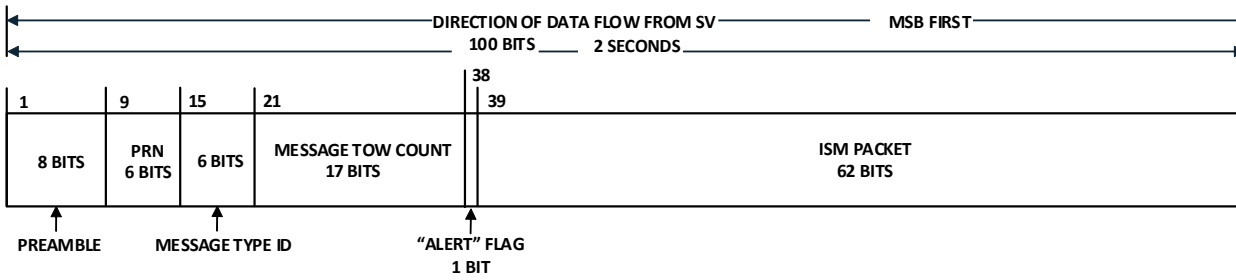 DIRECTION OF DATA FLOW FROM SV MSB FIRST
100 BITS 2 SECONDS
38
1 9 15 21 39
8 BITS
PRN
6 BITS
6 BITS
MESSAGE TOW COUNT
17 BITS
ISM PACKET
62 BITS
PREAMBLE
MESSAGE TYPE ID
"ALERT" FLAG
1 BIT